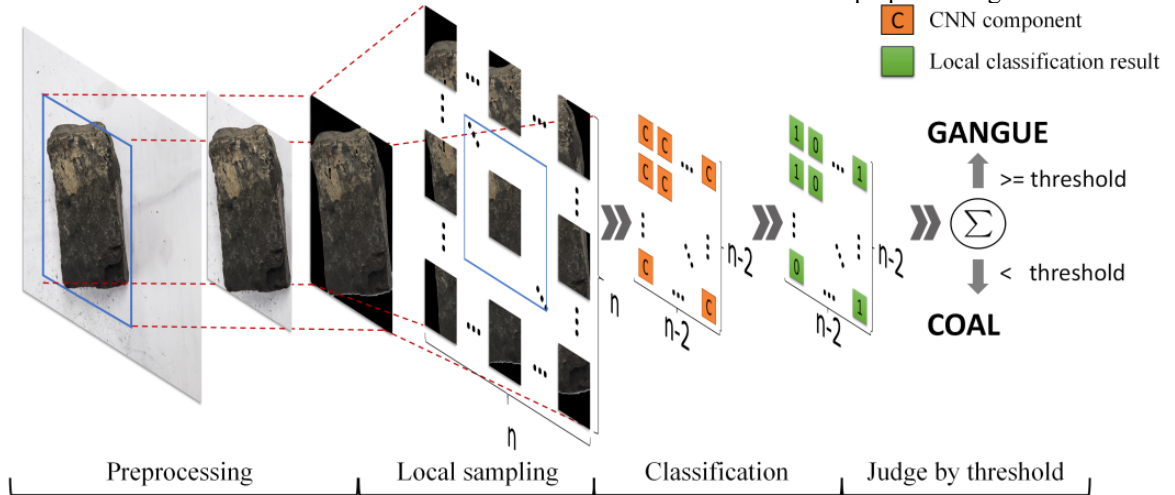 C CNN component
Local classification result
GANGUE
>= threshold
Σ
< threshold
COAL
C C ... C
C C
C
... C
n-2
n-2
1 0 ... 1
1 0
0
... 1
n-2
n-2
n
n
Preprocessing Local sampling Classification Judge by threshold